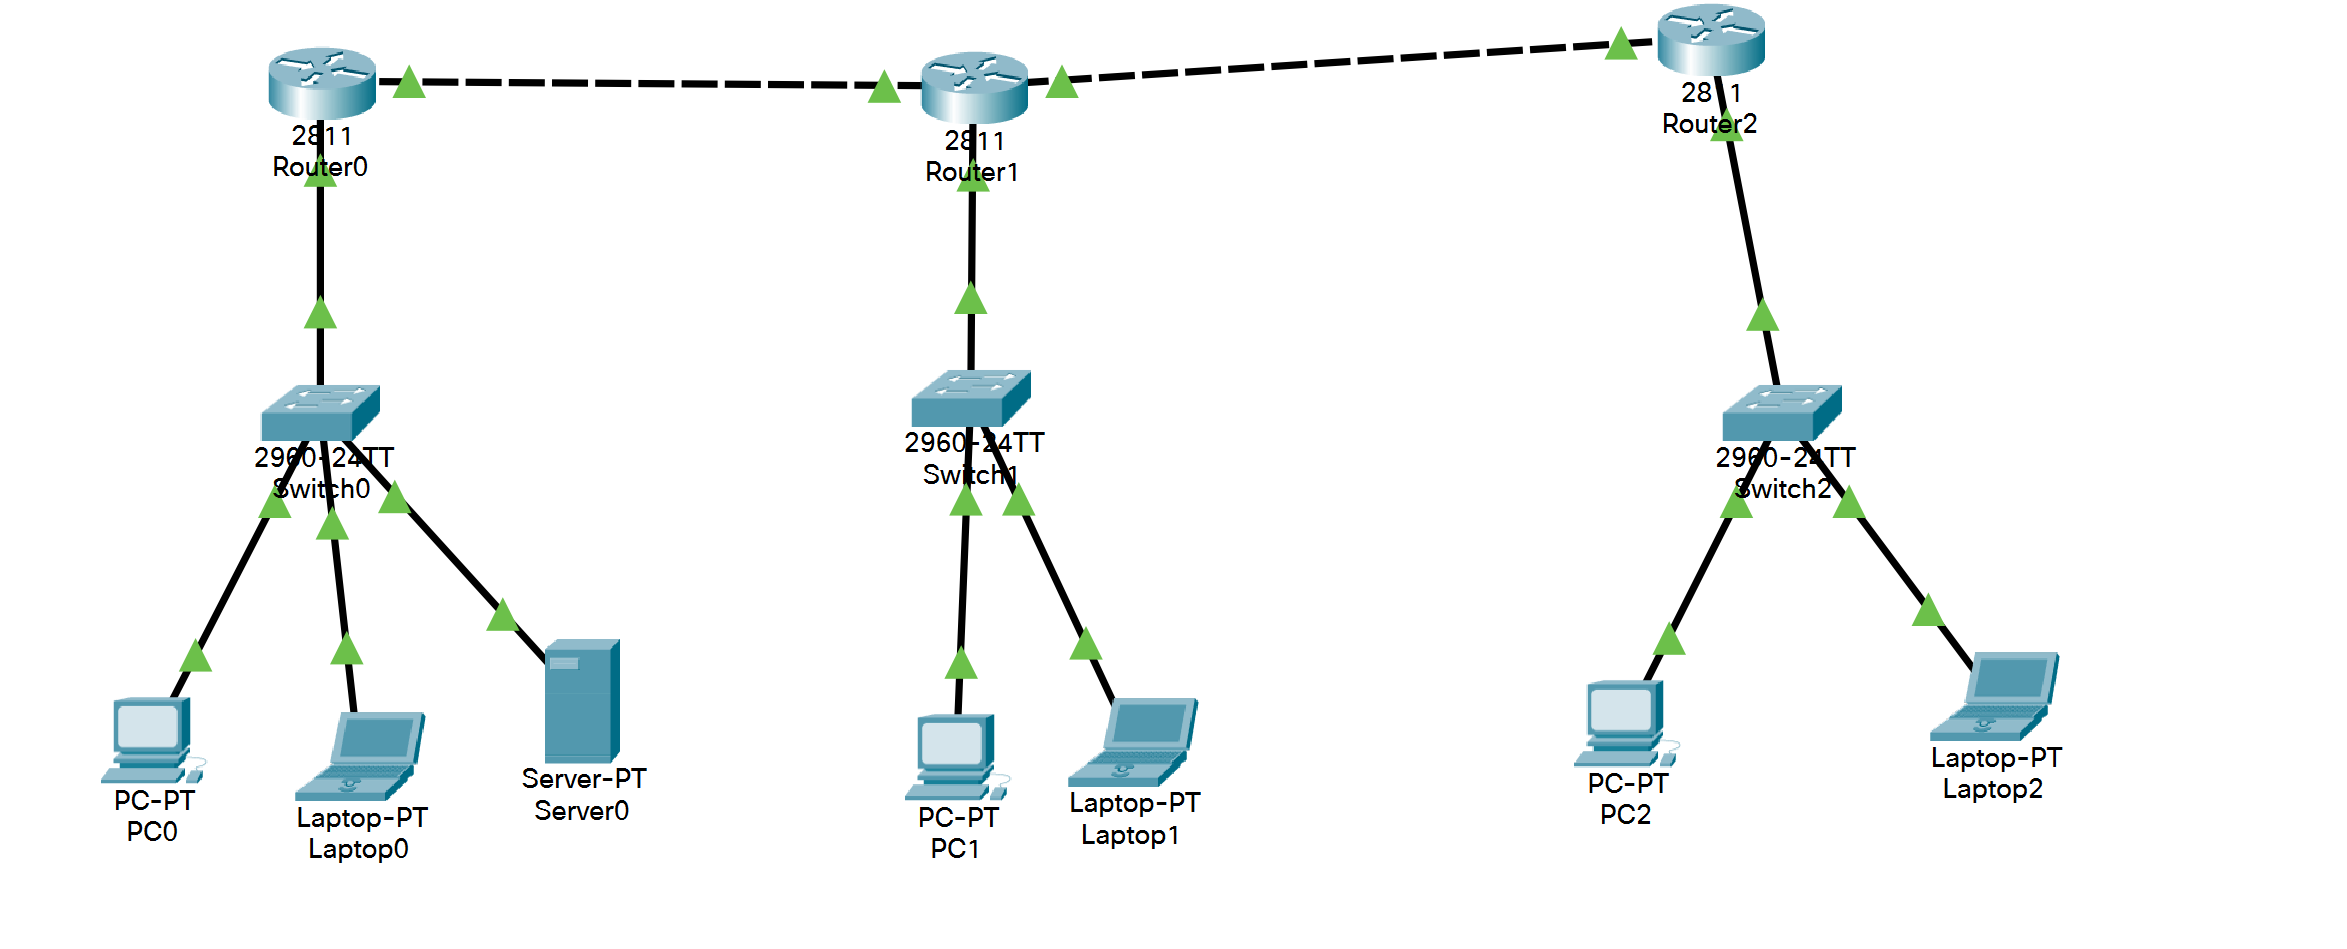 2811
Router0
2811
Router1
Router2
2960-24TT
Switch0
2960-24TT
Switch1
2960-24TT
Switch2
PC-PT
PC0
Laptop-PT
Laptop0
Server-PT
Server0
PC-PT
PC1
Laptop-PT
Laptop1
PC-PT
PC2
Laptop-PT
Laptop2